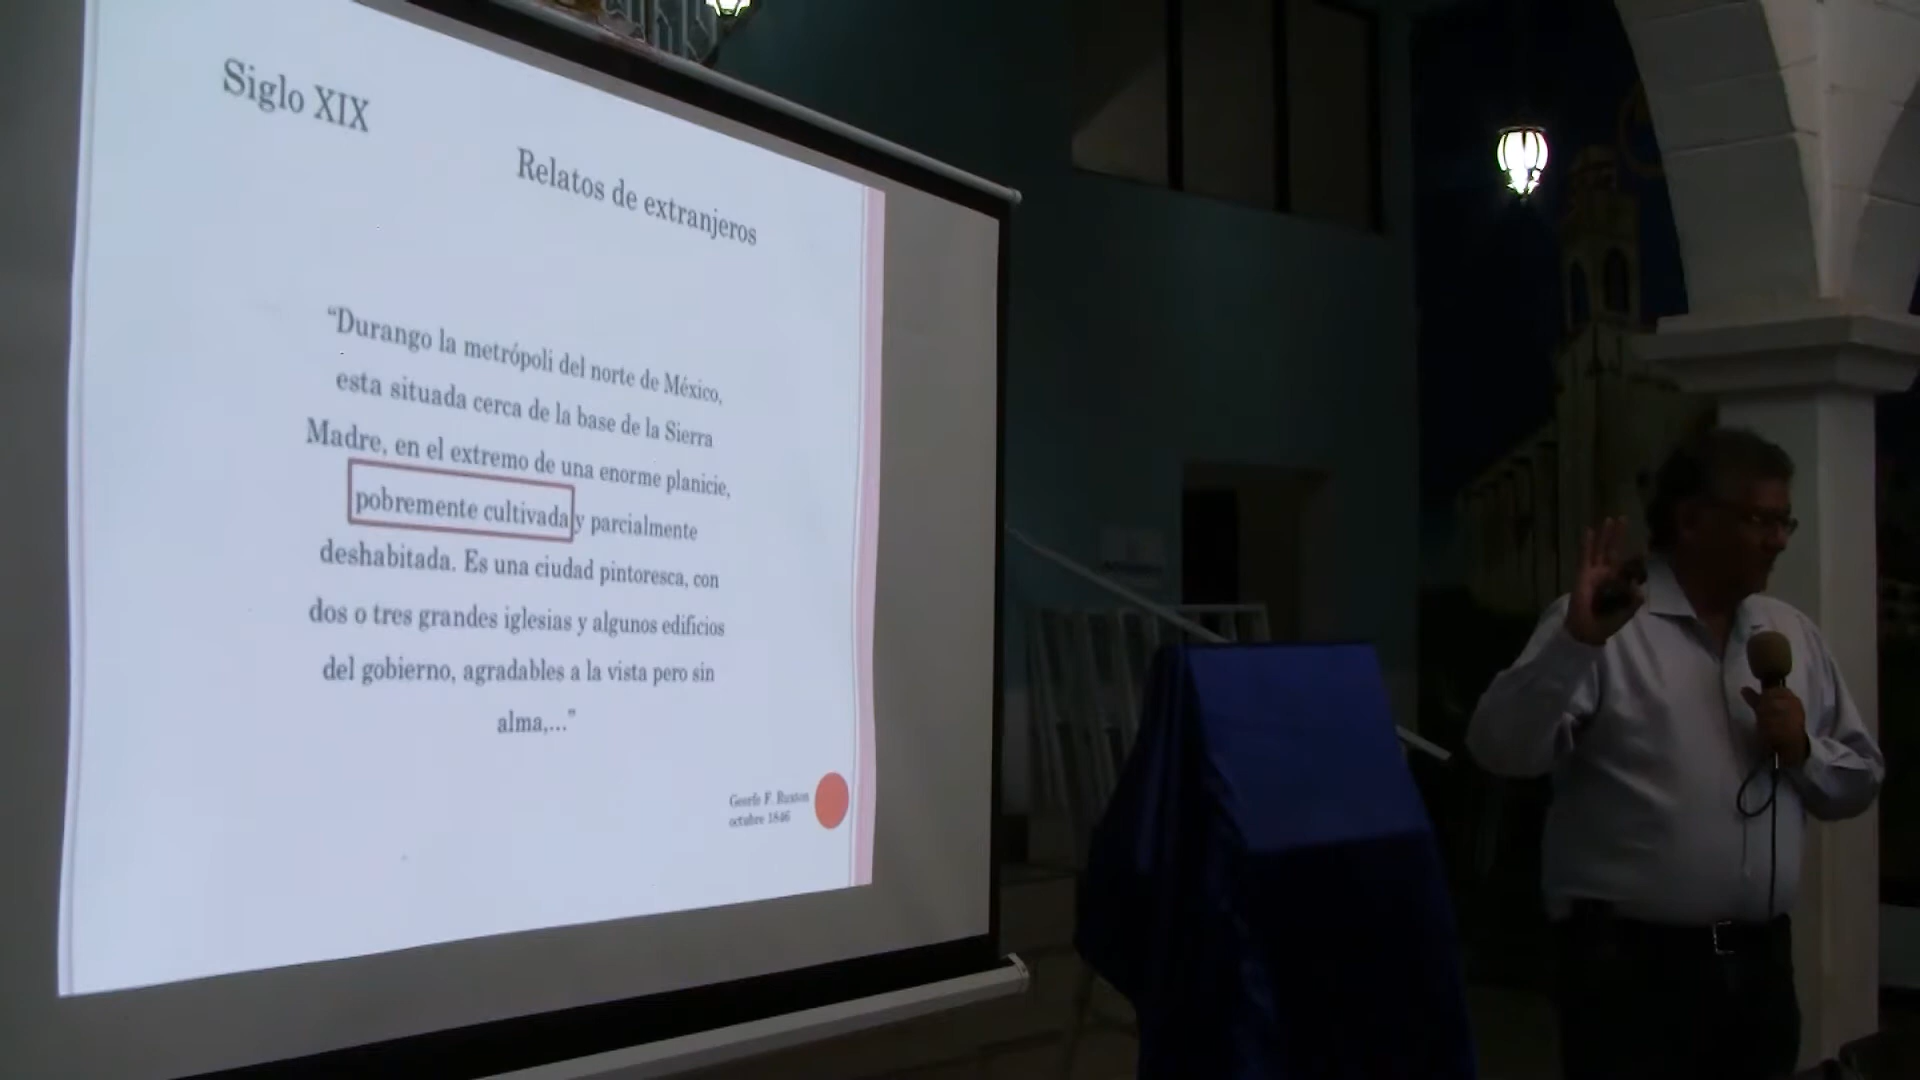 Siglo XIX
Relatos de extranjeros
“Durango la metrópoli del norte de México,
esta situada cerca de la base de la Sierra
Madre, en el extremo de una enorme planicie,
pobremente cultivada y parcialmente
deshabitada. Es una ciudad pintoresca, con
dos o tres grandes iglesias y algunos edificios
del gobierno, agradables a la vista pero sin
alma,...”
F. Ruxton
octubre 1846